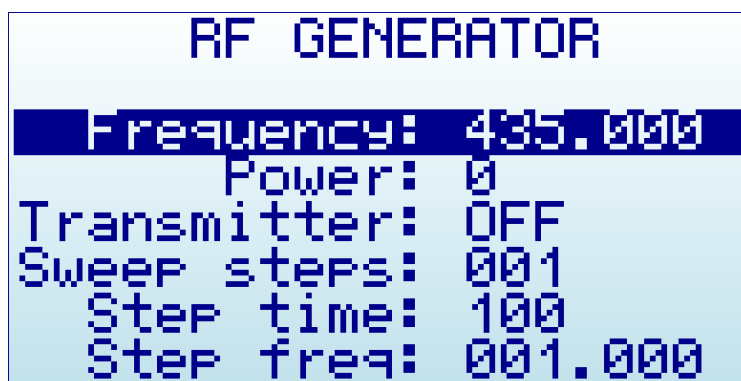 RF GENERATOR
Frequency: 435.000
Power: 0
Transmitter: OFF
Sweep steps: 001
Step time: 100
Step freq: 001.000